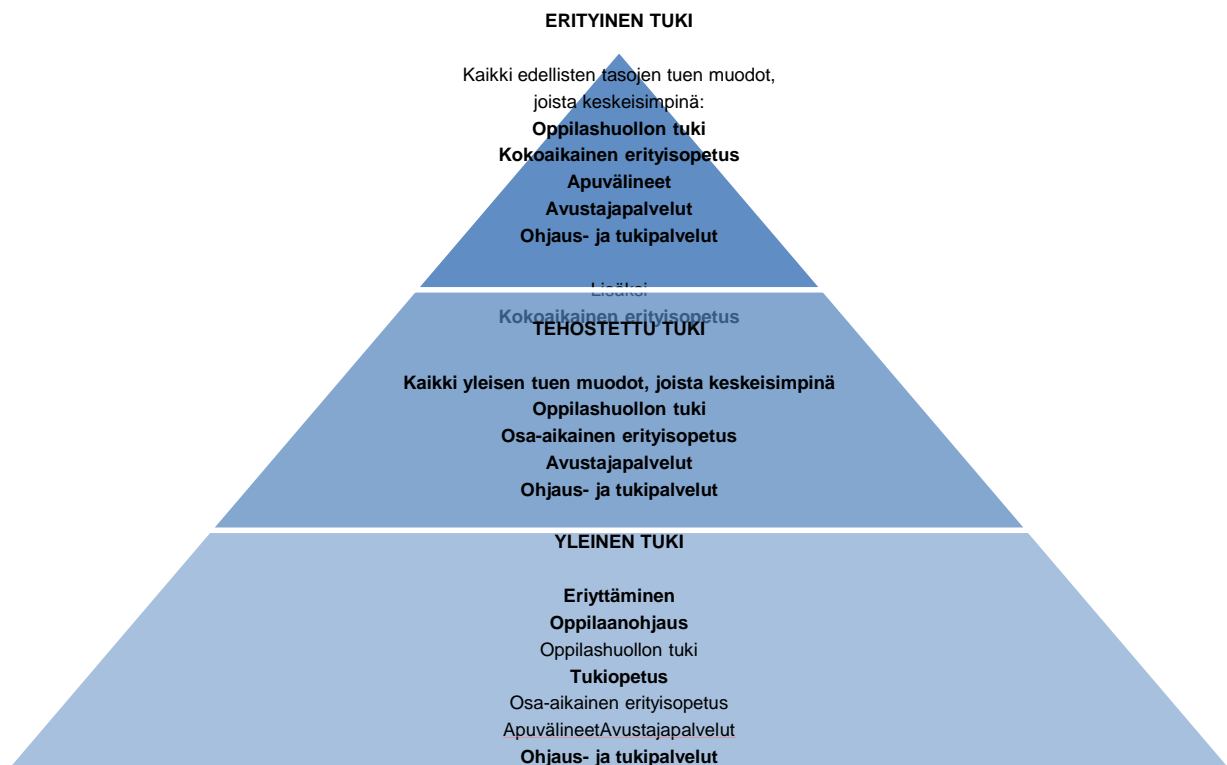 ERITYINEN TUKI
Kaikki edellisten tasojen tuen muodot,
joista keskeisimpinä:
Oppilashuollon tuki
Kokoaikainen erityisopetus
Apuvälineet
Avustajapalvelut
Ohjaus- ja tukipalvelut
Lisäksi
Kokoaikainen erityisopetus
TEHOSTETTU TUKI
Kaikki yleisen tuen muodot, joista keskeisimpinä
Oppilashuollon tuki
Osa-aikainen erityisopetus
Avustajapalvelut
Ohjaus- ja tukipalvelut
YLEINEN TUKI
Eriyttäminen
Oppilaanohjaus
Oppilashuollon tuki
Tukiopetus
Osa-aikainen erityisopetus
ApuvälineetAvustajapalvelut
Ohjaus- ja tukipalvelut